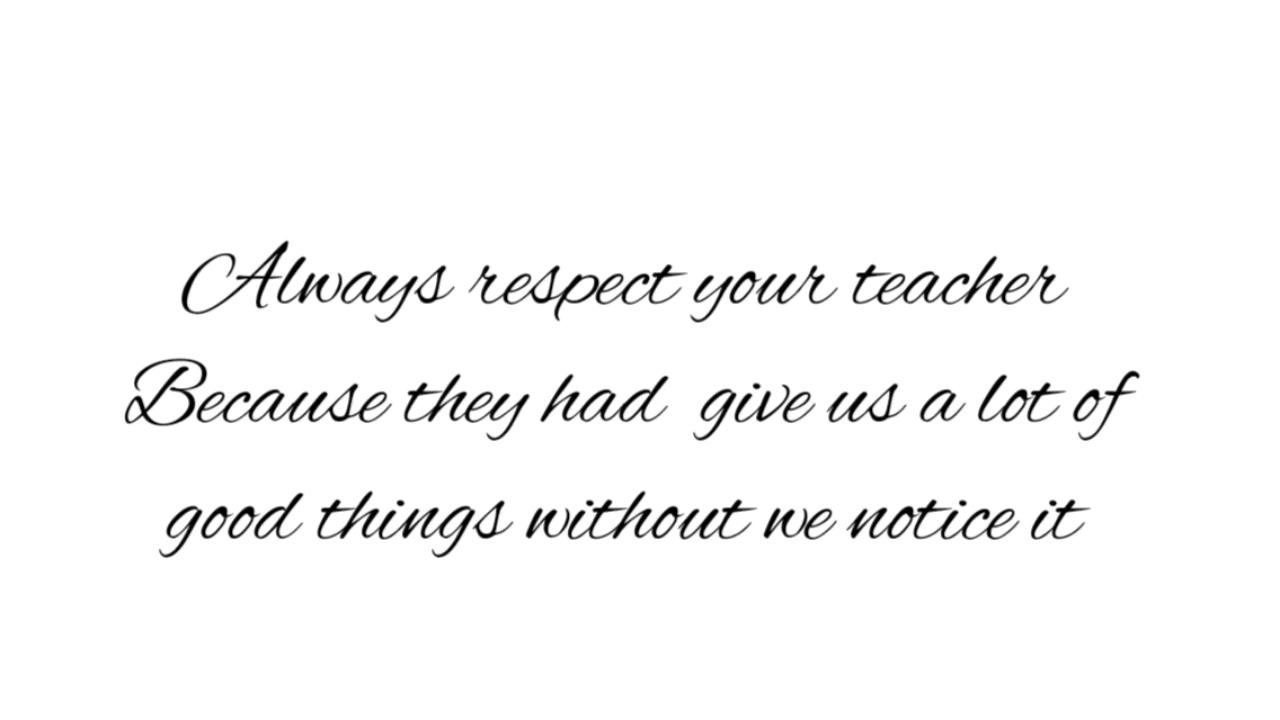 Always respect your teacher
Because they had give us a lot of
good things without we notice it